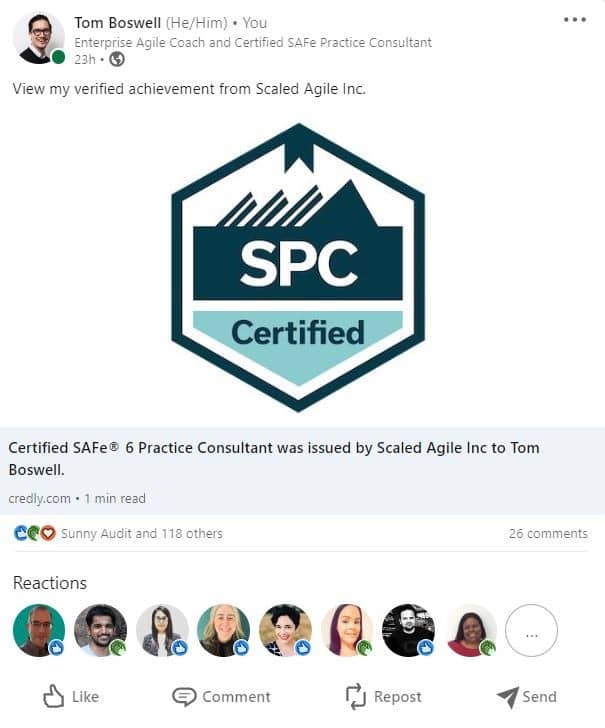 Tom Boswell (He/Him) • You
Enterprise Agile Coach and Certified SAFe Practice Consultant
23h •
View my verified achievement from Scaled Agile Inc.
SPC
Certified
Certified SAFe® 6 Practice Consultant was issued by Scaled Agile Inc to Tom
Boswell.
credly.com • 1 min read
Sunny Audit and 118 others
26 comments
Reactions
...
Like
Comment
Repost
Send